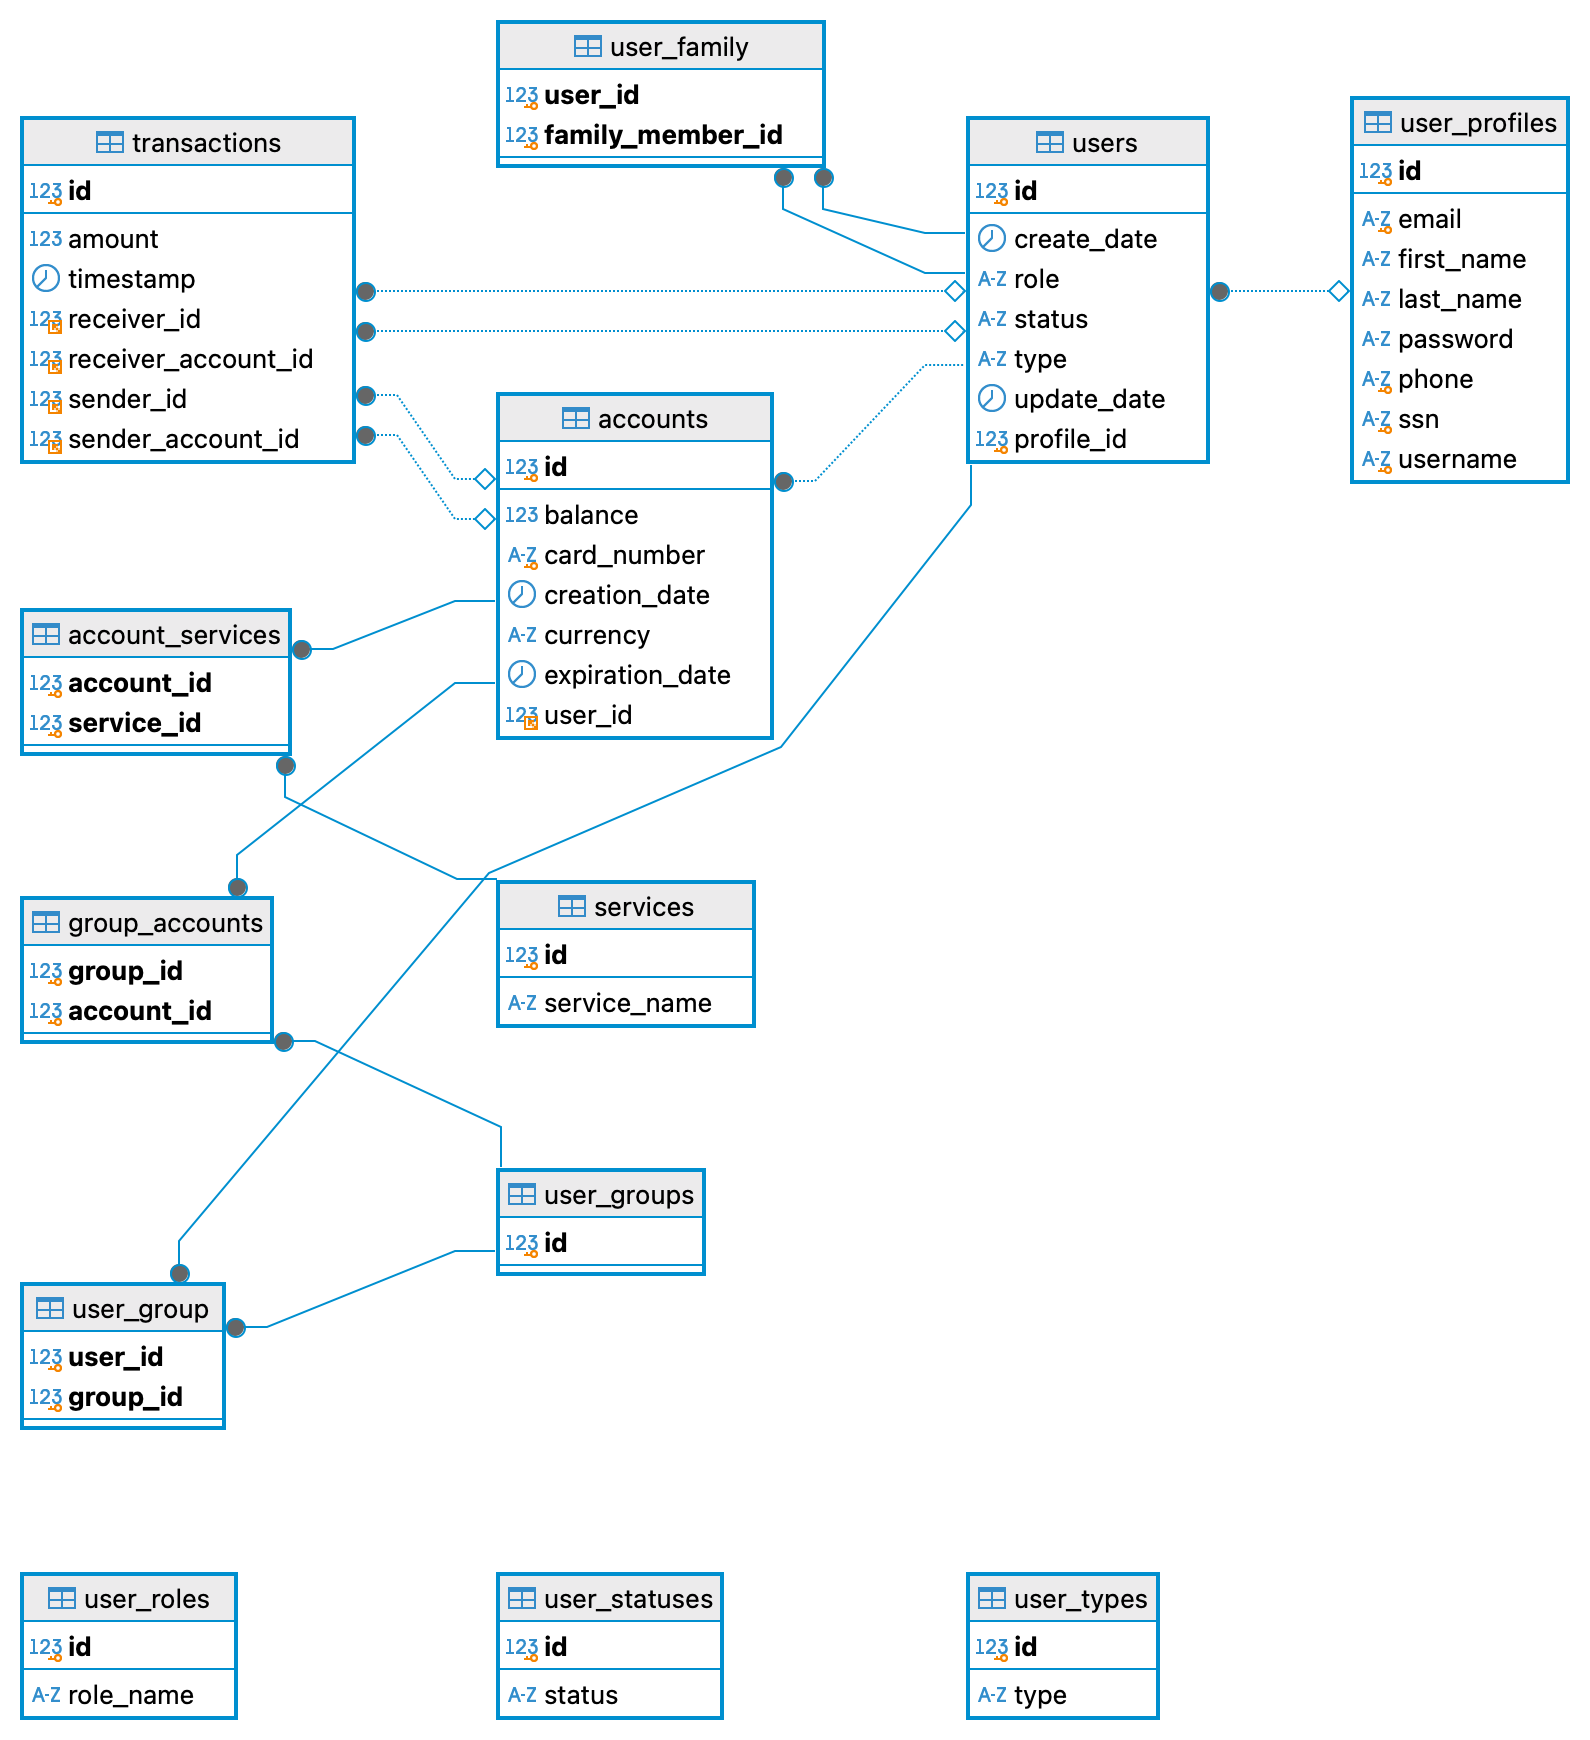 user_family
123 user_id
123 family_member_id
transactions
123 id
123 amount
timestamp
123 receiver_id
123 receiver_account_id
123 sender_id
123 sender_account_id
users
123 id
create_date
A-Z role
A-Z status
A-Z type
update_date
123 profile_id
user_profiles
123 id
A-Z email
A-Z first_name
A-Z last_name
A-Z password
A-Z phone
A-Z ssn
A-Z username
accounts
123 id
123 balance
A-Z card_number
creation_date
A-Z currency
expiration_date
123 user_id
account_services
123 account_id
123 service_id
group_accounts
123 group_id
123 account_id
services
123 id
A-Z service_name
user_groups
123 id
user_group
123 user_id
123 group_id
user_roles
123 id
A-Z role_name
user_statuses
123 id
A-Z status
user_types
123 id
A-Z type